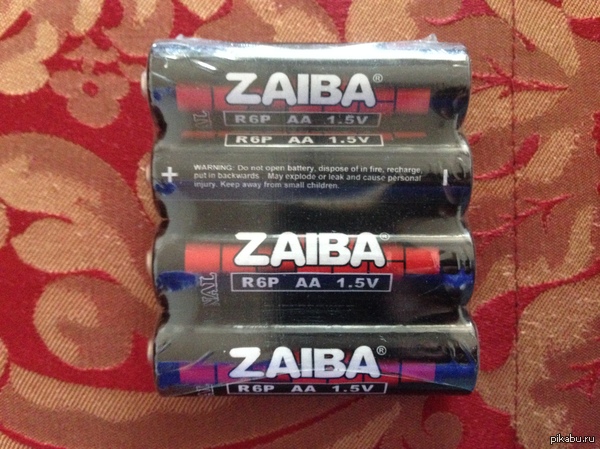 ZAIBA®
R6P AA 1.5V
R6P AA 1.5V
+ WARNING: Do not open battery, dispose of in fire, recharge, –
put in backwards. May explode or leak and cause personal
injury. Keep away from small children.
ZAIBA®
R6P AA 1.5V
ZAIBA®
R6P AA 1.5V
pikabu.ru